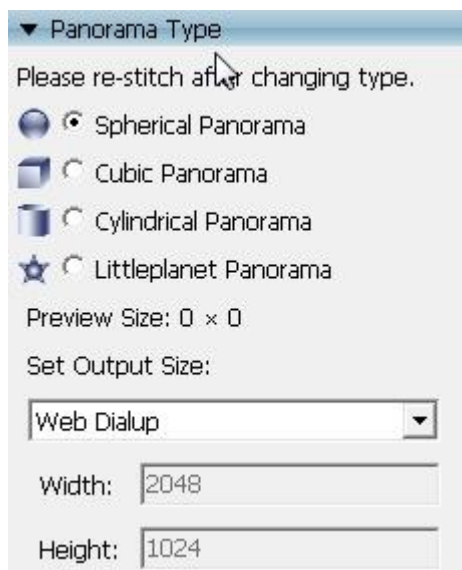 Panorama Type
Please re-stitch after changing type.
Spherical Panorama
Cubic Panorama
Cylindrical Panorama
Littleplanet Panorama
Preview Size: 0 × 0
Set Output Size:
Web Dialup
Width: 2048
Height: 1024